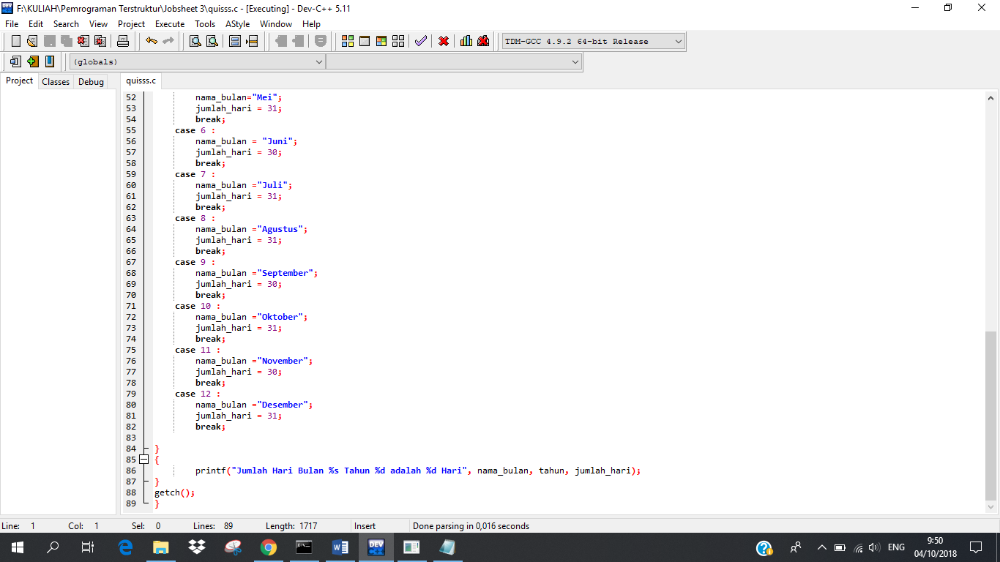 F:\KULIAH\Pemrograman Terstruktur\Jobsheet 3\quisss.c - [Executing] - Dev-C++ 5.11
File Edit Search View Project Execute Tools AStyle Window Help
TDM-GCC 4.9.2 64-bit Release
(globals)
Project Classes Debug quisss.c
52 nama_bulan="Mei";
53 jumlah_hari = 31;
54 break;
55 case 6 :
56 nama_bulan = "Juni";
57 jumlah_hari = 30;
58 break;
59 case 7 :
60 nama_bulan ="Juli";
61 jumlah_hari = 31;
62 break;
63 case 8 :
64 nama_bulan ="Agustus";
65 jumlah_hari = 31;
66 break;
67 case 9 :
68 nama_bulan ="September";
69 jumlah_hari = 30;
70 break;
71 case 10 :
72 nama_bulan ="Oktober";
73 jumlah_hari = 31;
74 break;
75 case 11 :
76 nama_bulan ="November";
77 jumlah_hari = 30;
78 break;
79 case 12 :
80 nama_bulan ="Desember";
81 jumlah_hari = 31;
82 break;
83
84 }
85 {
86 printf("Jumlah Hari Bulan %s Tahun %d adalah %d Hari", nama_bulan, tahun, jumlah_hari);
87 }
88 getch();
89 }
Line: 1 Col: 1 Sel: 0 Lines: 89 Length: 1717 Insert Done parsing in 0,016 seconds
DEV
ENG
9:50
04/10/2018